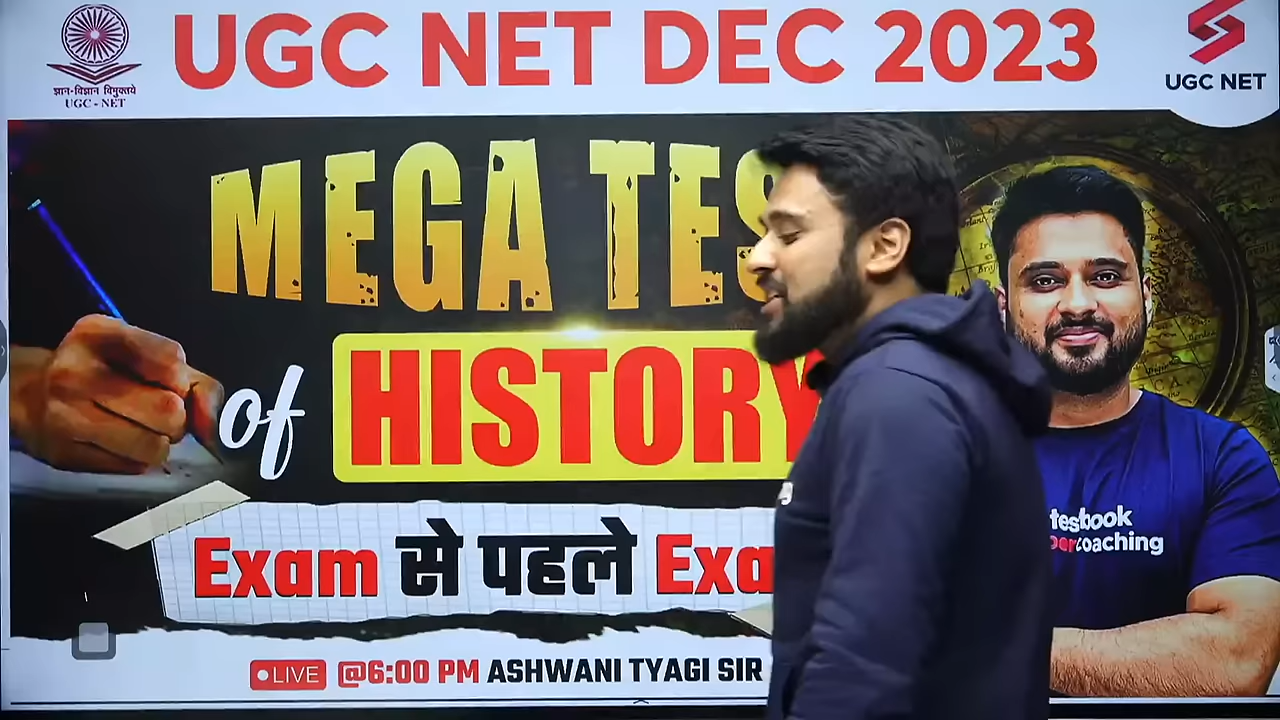 UGC NET DEC 2023
ज्ञान-विज्ञान विमुक्तये
UGC - NET
UGC NET
MEGA TES
of HISTORY
Exam से पहले Exa
testbook
coaching
LIVE @6:00 PM ASHWANI TYAGI SIR